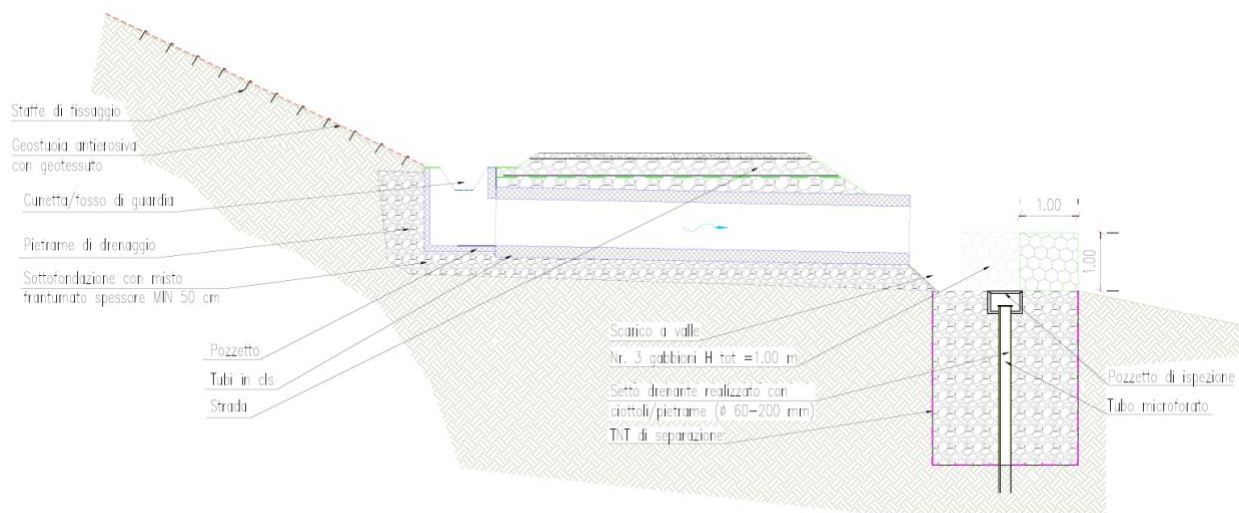 Staffe di fissaggio
Geostuoia antierosiva
con geotessuto
Cunetta/fosso di guardia
Pietrame di drenaggio
Sottofondazione con misto
frantumato spessore MIN 50 cm
Pozzetto
Tubi in cls
Strada
Scarico a valle
Nr. 3 gabbioni H tot =1.00 m
Setto drenante realizzato con
ciottoli/pietrame (ø 60-200 mm)
TNT di separazione
1.00
1.00
Pozzetto di ispezione
Tubo microforato